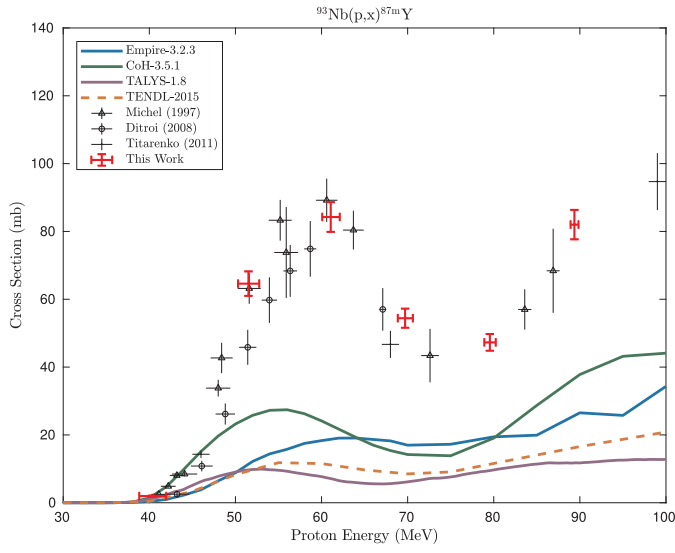 ⁹³Nb(p,x)⁸⁷ᵐY
140
120
100
80
60
40
20
0
Cross Section (mb)
Empire-3.2.3
CoH-3.5.1
TALYS-1.8
TENDL-2015
Michel (1997)
Ditroi (2008)
Titarenko (2011)
This Work
30 40 50 60 70 80 90 100
Proton Energy (MeV)